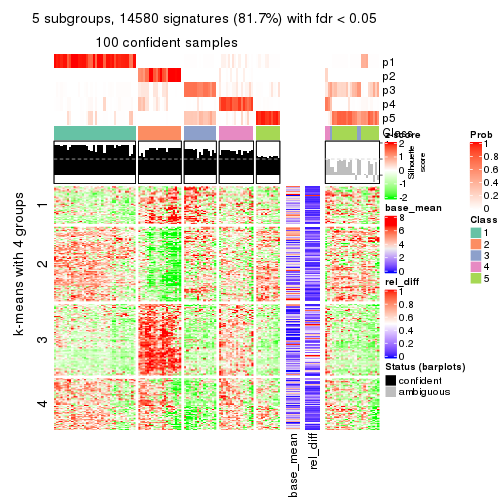 5 subgroups, 14580 signatures (81.7%) with fdr < 0.05
100 confident samples
p1
p2
p3
p4
p5
Class
Silhouette
score
k-means with 4 groups
1
2
3
4
base_mean
rel_diff
z-score
2
1
0
-1
-2
base_mean
8
6
4
2
0
rel_diff
1
0.8
0.6
0.4
0.2
0
Status (barplots)
confident
ambiguous
Prob
1
0.8
0.6
0.4
0.2
0
Class
1
2
3
4
5